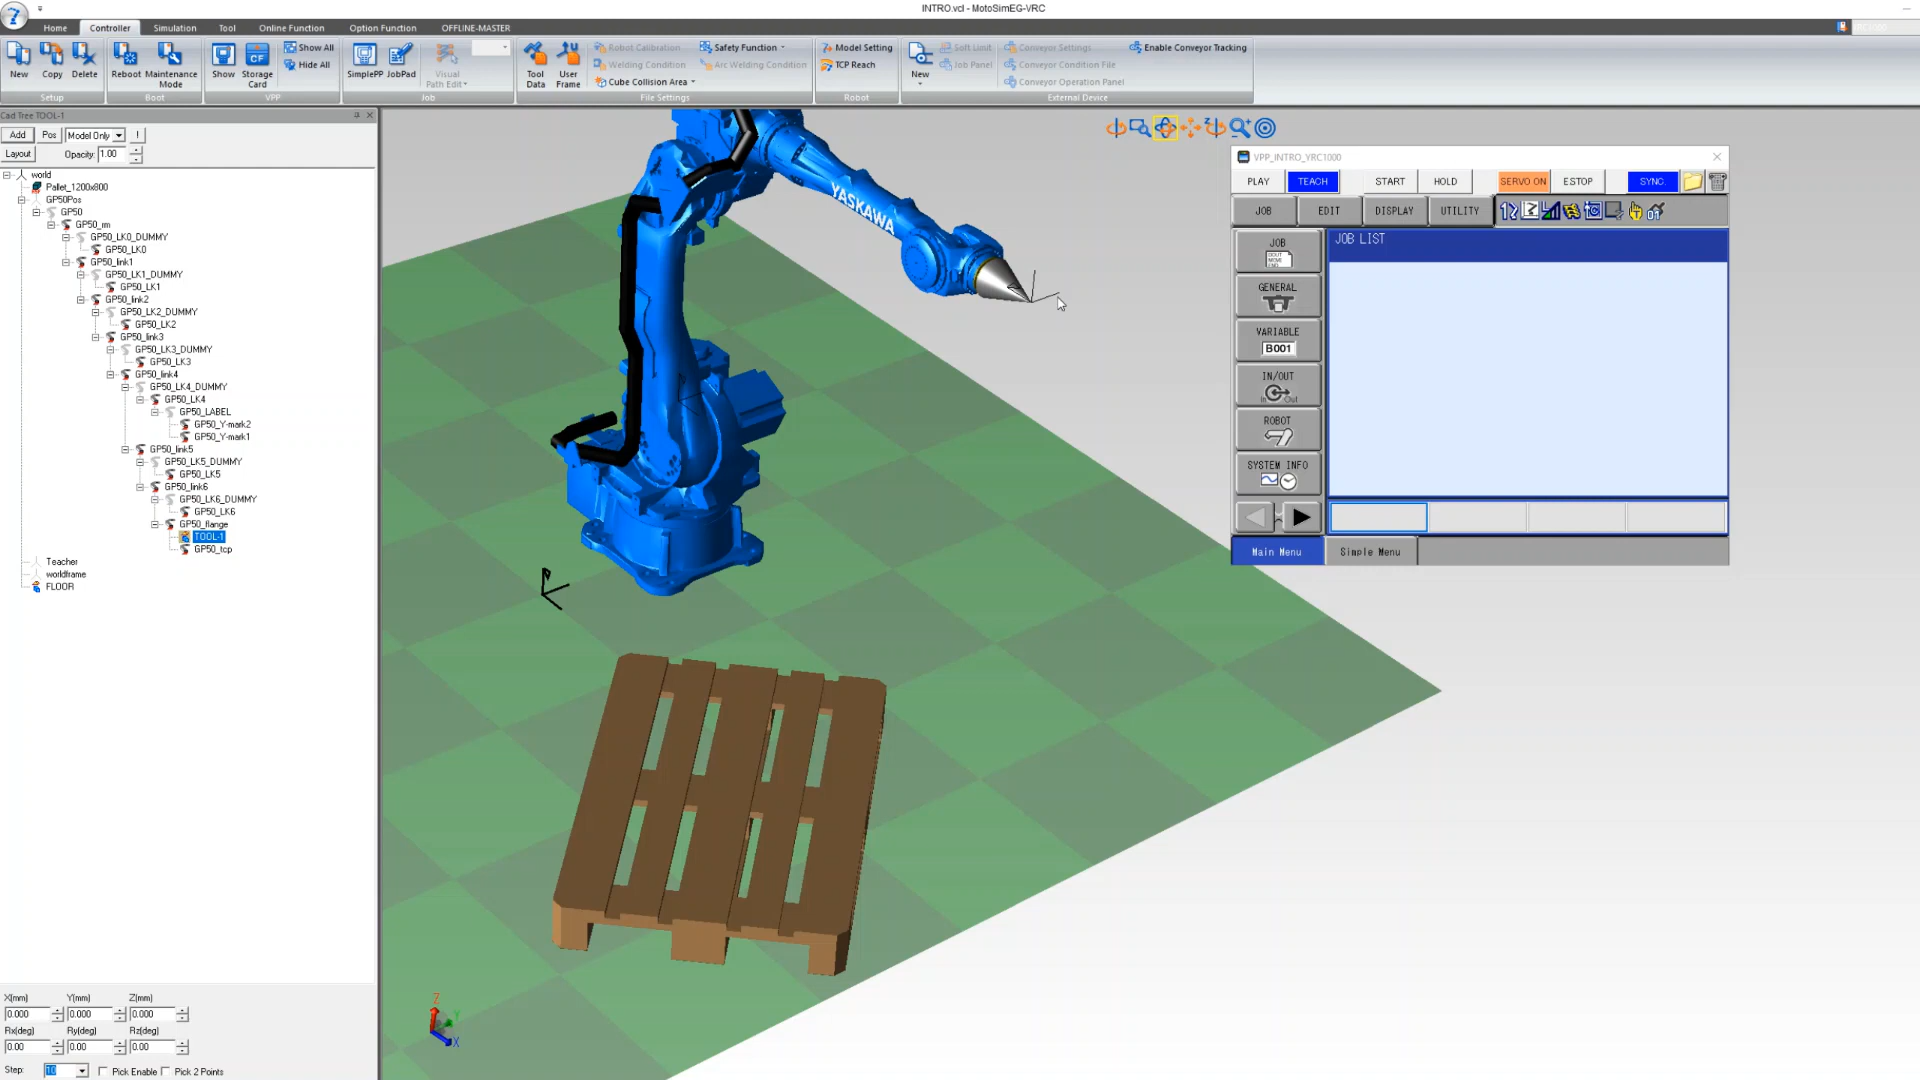 INTRO.vcl - MotoSimEG-VRC
Home Controller Simulation Tool Online Function Option Function OFFLINE-MASTER
New Copy Delete
Setup
Reboot Maintenance Mode
Boot
Show Storage Card
Show All
Hide All
VPP
SimplePP JobPad Visual Path Edit
Job
Tool Data User Frame
Robot Calibration Safety Function
Welding Condition Arc Welding Condition
Cube Collision Area
File Settings
Model Setting
TCP Reach
Robot
New
Soft Limit Conveyor Settings Enable Conveyor Tracking
Job Panel Conveyor Condition File
Conveyor Operation Panel
External Device
Cad Tree TOOL-1
Add Pos Model Only !
Layout Opacity: 1.00
world
Pallet_1200x800
GP50Pos
GP50
GP50_rm
GP50_LK0_DUMMY
GP50_LK0
GP50_link1
GP50_LK1_DUMMY
GP50_LK1
GP50_link2
GP50_LK2_DUMMY
GP50_LK2
GP50_link3
GP50_LK3_DUMMY
GP50_LK3
GP50_link4
GP50_LK4_DUMMY
GP50_LK4
GP50_LABEL
GP50_Y-mark2
GP50_Y-mark1
GP50_link5
GP50_LK5_DUMMY
GP50_LK5
GP50_link6
GP50_LK6_DUMMY
GP50_LK6
GP50_flange
TOOL-1
GP50_tcp
Teacher
worldframe
FLOOR
X(mm) Y(mm) Z(mm)
0.000 0.000 0.000
Rx(deg) Ry(deg) Rz(deg)
0.00 0.00 0.00
Step: 10 Pick Enable Pick 2 Points
YASKAWA
Z
Y
X
VPP_INTRO_YRC1000
PLAY TEACH START HOLD SERVO ON ESTOP SYNC.
JOB EDIT DISPLAY UTILITY
JOB
GENERAL
VARIABLE
B001
IN/OUT
In Out
ROBOT
SYSTEM INFO
JOB LIST
Main Menu Simple Menu